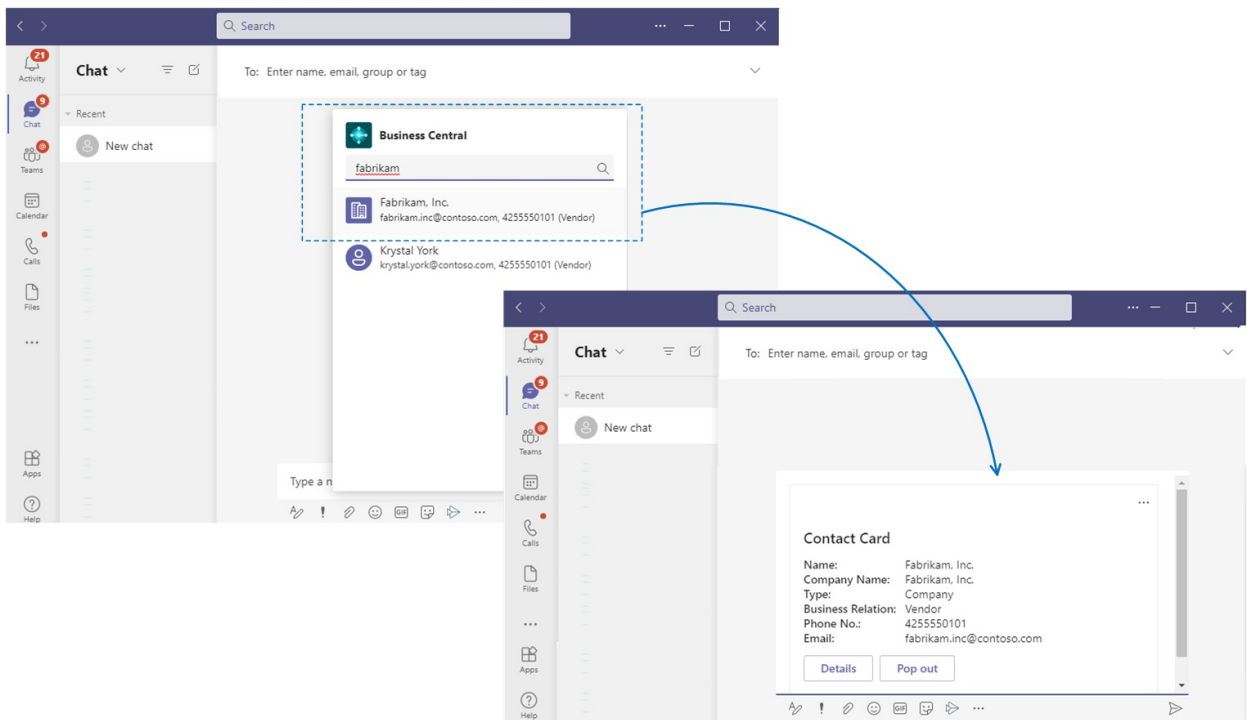 Search
21
Activity
Chat
To: Enter name, email, group or tag
9
Chat
Recent
New chat
Teams
Calendar
Calls
Files
Apps
Help
Business Central
fabrikam
Fabrikam, Inc.
fabrikam.inc@contoso.com, 4255550101 (Vendor)
Krystal York
krystal.york@contoso.com, 4255550101 (Vendor)
Type a n
GIF
Search
21
Activity
Chat
To: Enter name, email, group or tag
9
Chat
Recent
New chat
Teams
Calendar
Calls
Files
Apps
Help
Contact Card
Name: Fabrikam, Inc.
Company Name: Fabrikam, Inc.
Type: Company
Business Relation: Vendor
Phone No.: 4255550101
Email: fabrikam.inc@contoso.com
Details Pop out
GIF